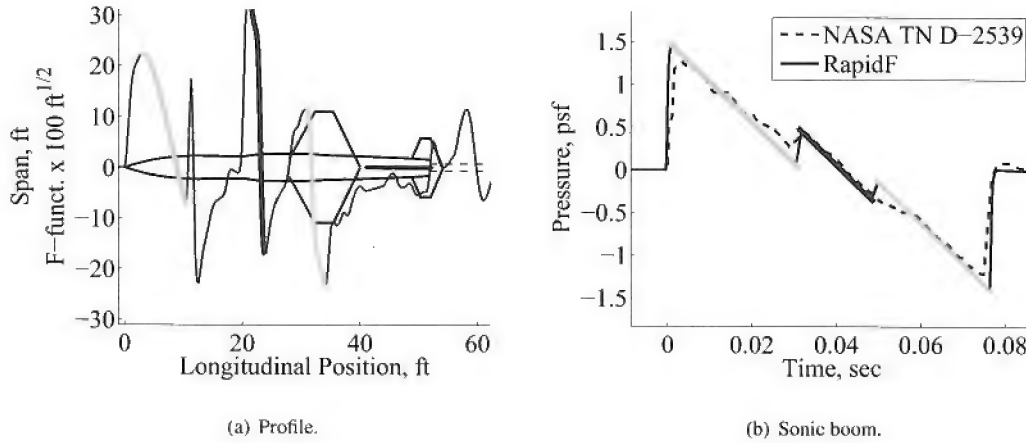 30
20
10
0
−10
−20
−30
Span, ft
F−funct. x 100 ft^1/2
0
20
40
60
Longitudinal Position, ft
(a) Profile.
1.5
1
0.5
0
−0.5
−1
−1.5
Pressure, psf
NASA TN D−2539
RapidF
0
0.02
0.04
0.06
0.08
Time, sec
(b) Sonic boom.